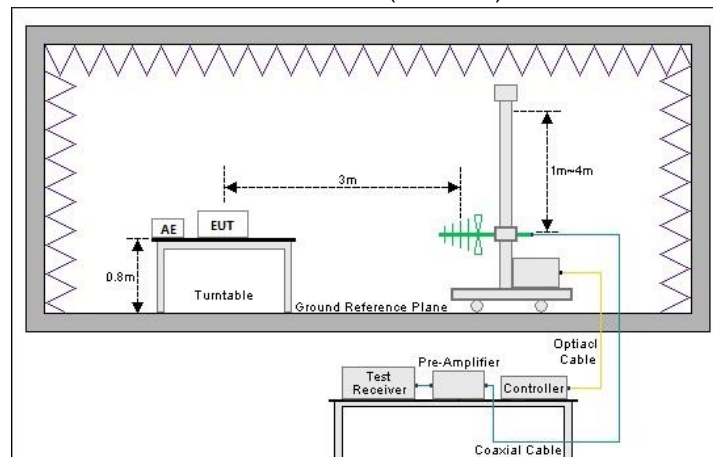 3m
1m~4m
AE
EUT
0.8m
Turntable
Ground Reference Plane
Optiacl
Cable
Pre-Amplifier
Test
Receiver
Controller
Coaxial Cable